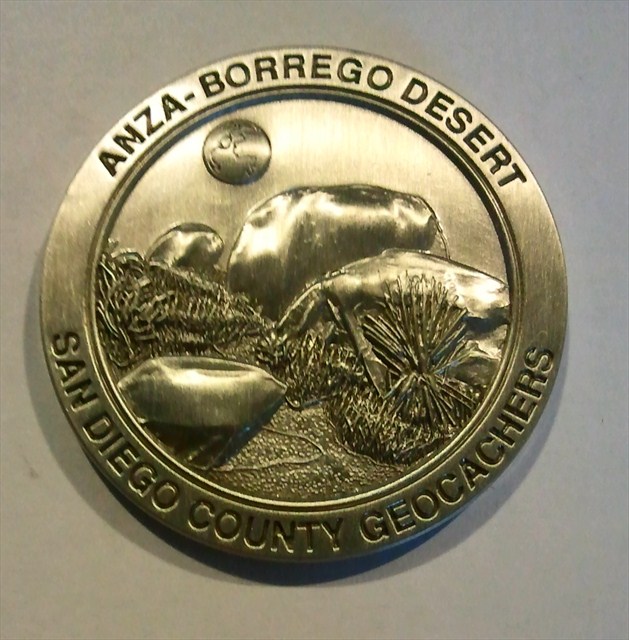 ANZA-BORREGO DESERT
SAN DIEGO COUNTY GEOCACHERS